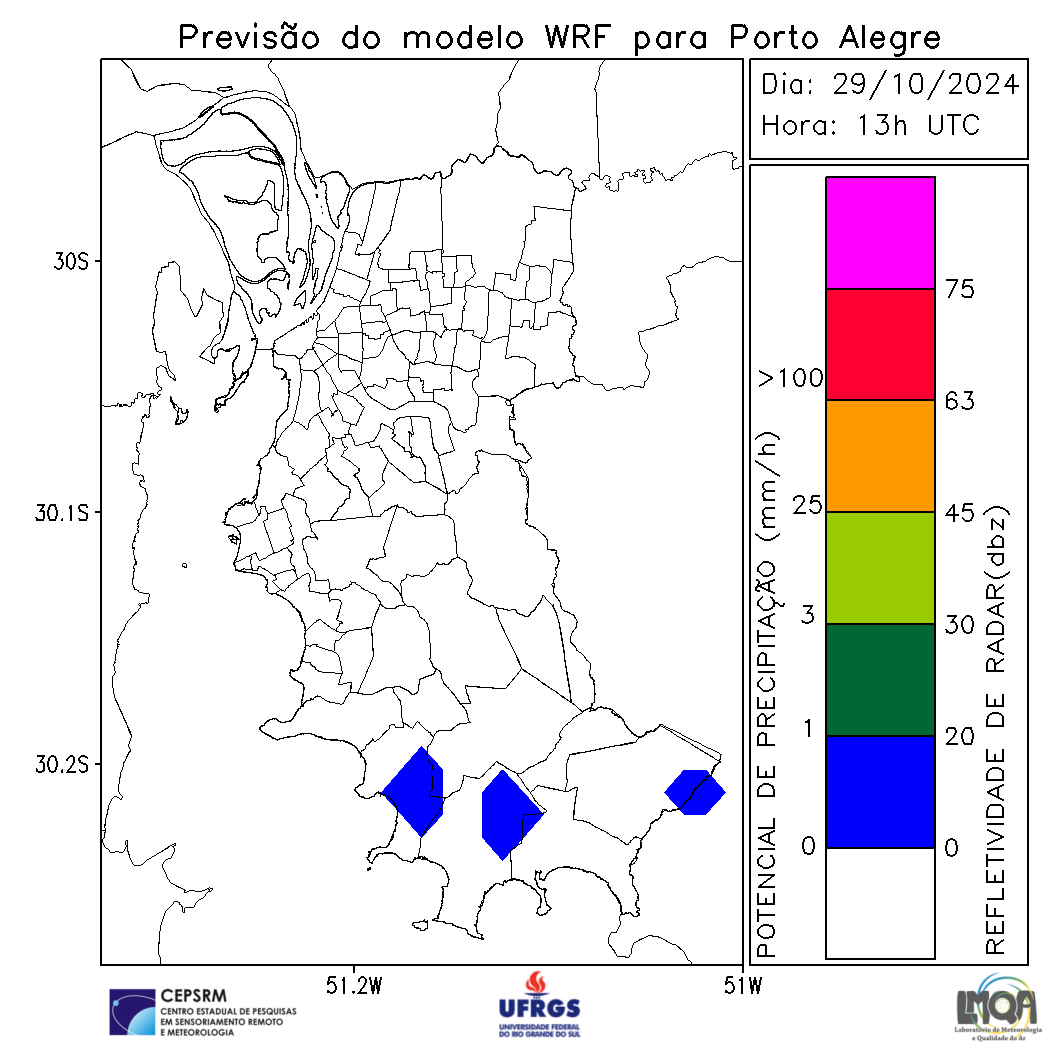 Previsão do modelo WRF para Porto Alegre
Dia: 29/10/2024
Hora: 13h UTC
30S
30.1S
30.2S
51.2W
51W
POTENCIAL DE PRECIPITAÇÃO (mm/h)
>100
25
3
1
0
75
63
45
30
20
0
REFLETIVIDADE DE RADAR(dbz)
CEPSRM
CENTRO ESTADUAL DE PESQUISAS
EM SENSORIAMENTO REMOTO
E METEOROLOGIA
UFRGS
UNIVERSIDADE FEDERAL
DO RIO GRANDE DO SUL
LMQA
Laboratório de Meteorologia
e Qualidade do Ar